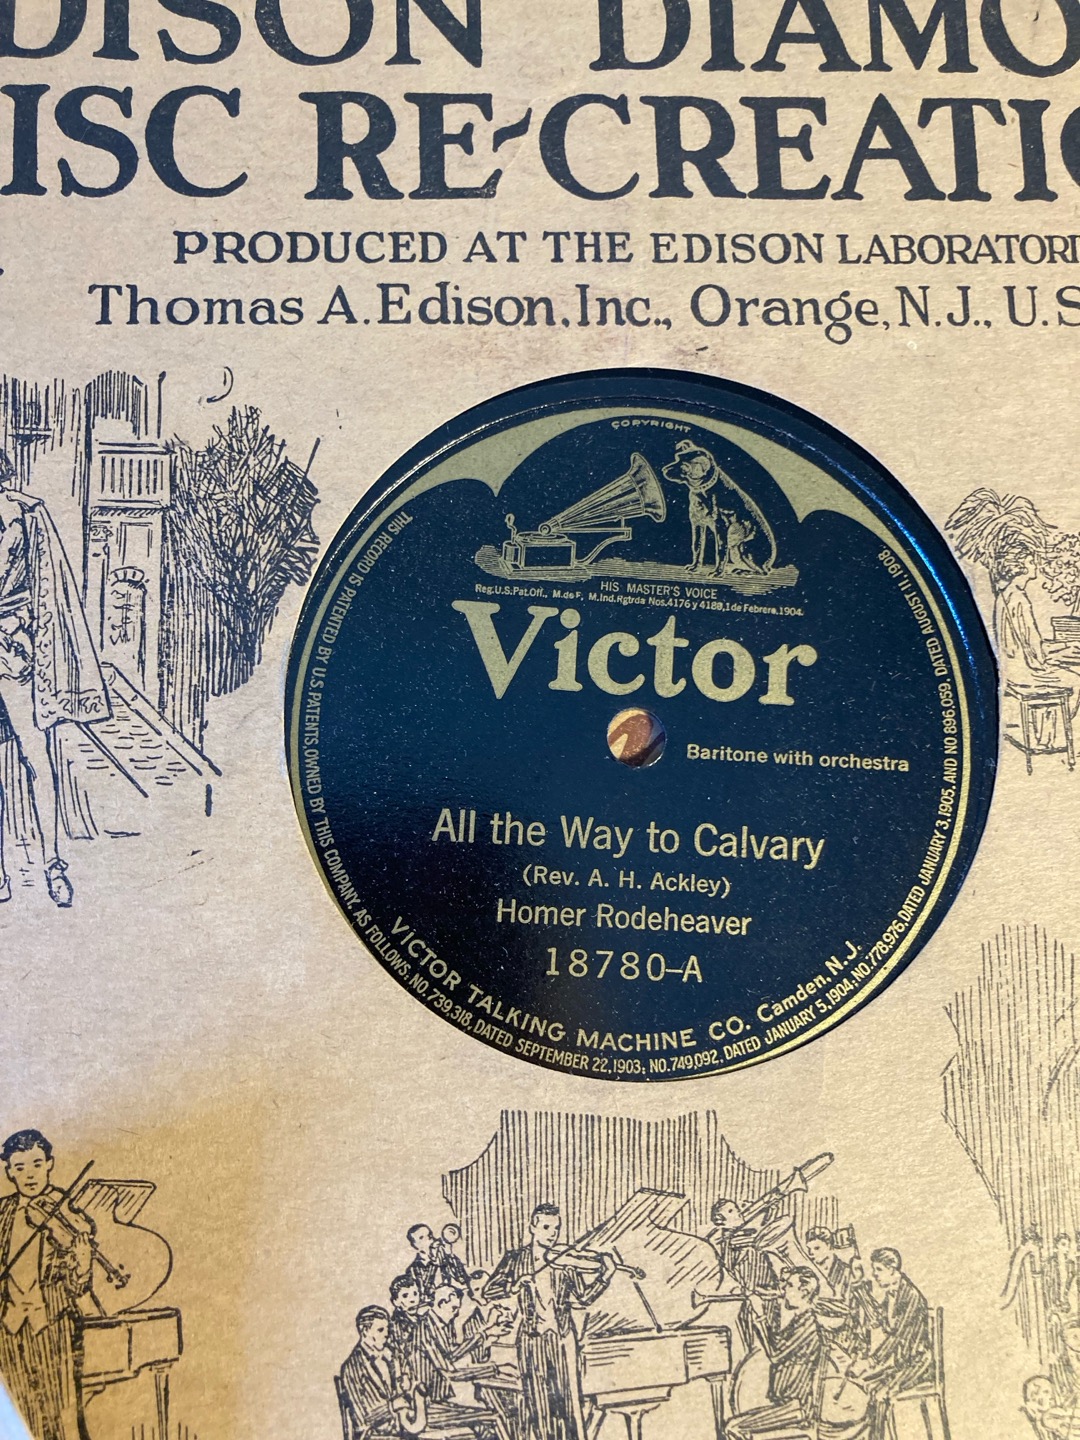 EDISON DIAMO
ISC RE-CREATIO
PRODUCED AT THE EDISON LABORATORI
Thomas A. Edison, Inc., Orange, N.J., U.S
COPYRIGHT
HIS MASTER'S VOICE
Reg.U.S.Pat.Off., M.de F., M.Ind.Rgtrda Nos.4176 y 4188,1 de Febrero,1904.
Victor
Baritone with orchestra
All the Way to Calvary
(Rev. A. H. Ackley)
Homer Rodeheaver
18780-A
VICTOR TALKING MACHINE CO. Camden, N.J.
THIS RECORD IS PATENTED BY U.S. PATENTS, OWNED BY THIS COMPANY, AS FOLLOWS: NO. 739,318, DATED SEPTEMBER 22, 1903; NO. 749,092, DATED JANUARY 5, 1904; NO. 778,976, DATED JANUARY 3, 1905, AND NO 896,059, DATED AUGUST 11, 1908